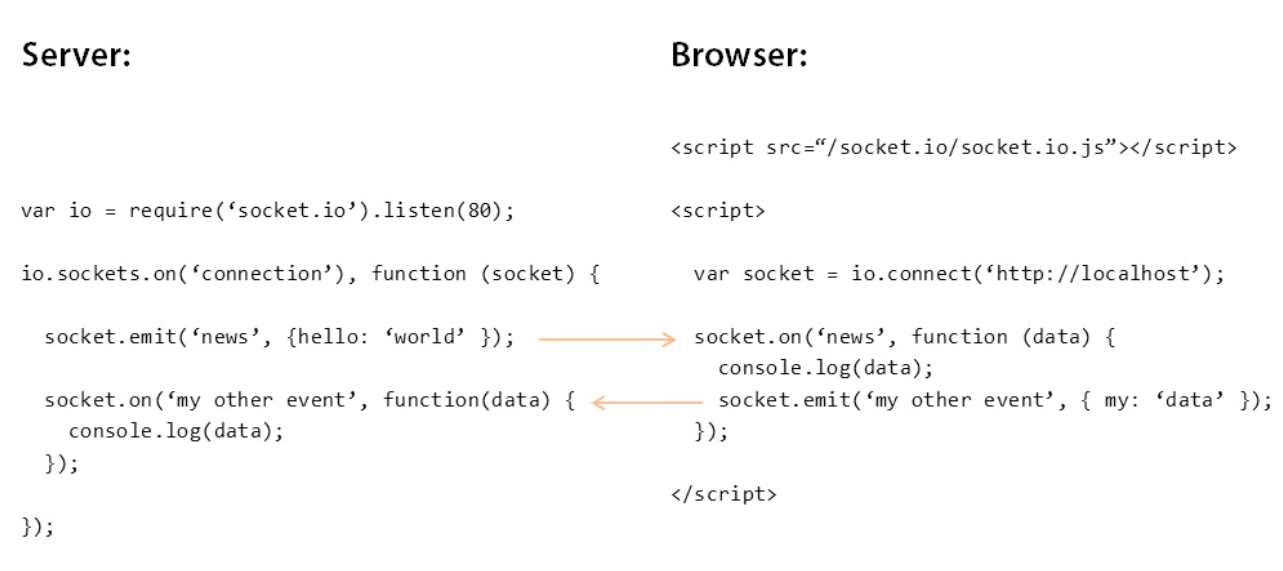 Server:
var io = require(‘socket.io’).listen(80);
io.sockets.on(‘connection’), function (socket) {
socket.emit(‘news’, {hello: ‘world’ });
socket.on(‘my other event’, function(data) {
console.log(data);
});
});
Browser:
<script src=“/socket.io/socket.io.js”></script>
<script>
var socket = io.connect(‘http://localhost’);
socket.on(‘news’, function (data) {
console.log(data);
socket.emit(‘my other event’, { my: ‘data’ });
});
</script>